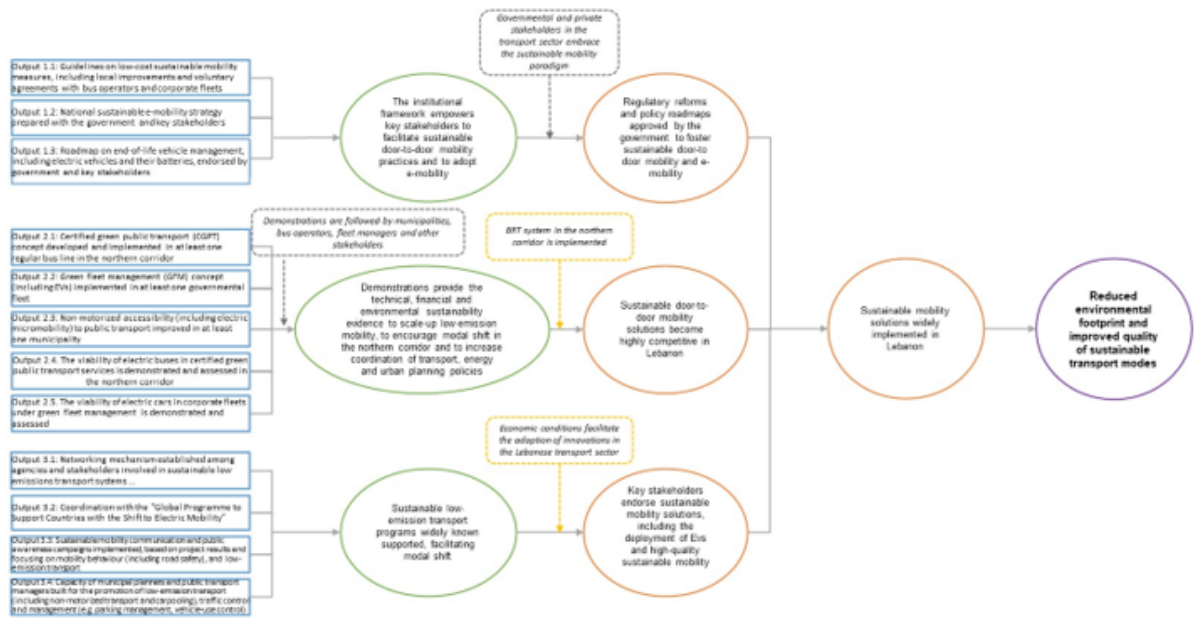 Governmental and private
stakeholders in the
transport sector embrace
the sustainable mobility
paradigm
Output 1.1: Guidelines on low-cost sustainable mobility
measures, including local improvements and voluntary
agreements with bus operators and corporate fleets
Output 1.2: National sustainable e-mobility strategy
prepared with the government and key stakeholders
Output 1.3: Roadmap on end-of-life vehicle management,
including electric vehicles and their batteries, endorsed by
government and key stakeholders
The institutional
framework empowers
key stakeholders to
facilitate sustainable
door-to-door mobility
practices and to adopt
e-mobility
Regulatory reforms
and policy roadmaps
approved by the
government to foster
sustainable door-to
door mobility and e-
mobility
Demonstrations are followed by municipalities,
bus operators, fleet managers and other
stakeholders
BRT system in the northern
corridor is implemented
Output 2.1: Certified green public transport (CGPT)
concept developed and implemented in at least one
regular bus line in the northern corridor
Output 2.2: Green fleet management (GFM) concept
(including EVs) implemented in at least one governmental
fleet
Output 2.3: Non-motorized accessibility (including electric
micromobility) to public transport improved in at least
one municipality
Output 2.4. The viability of electric buses in certified green
public transport services is demonstrated and assessed in
the northern corridor
Output 2.5. The viability of electric cars in corporate fleets
under green fleet management is demonstrated and
assessed
Demonstrations provide the
technical, financial and
environmental sustainability
evidence to scale-up low-emission
mobility, to encourage modal shift in
the northern corridor and to increase
coordination of transport, energy
and urban planning policies
Sustainable door-to-
door mobility
solutions become
highly competitive in
Lebanon
Sustainable mobility
solutions widely
implemented in
Lebanon
Reduced
environmental
footprint and
improved quality
of sustainable
transport modes
Economic conditions facilitate
the adoption of innovations in
the Lebanese transport sector
Output 3.1: Networking mechanism established among
agencies and stakeholders involved in sustainable low
emissions transport systems ...
Output 3.2: Coordination with the "Global Programme to
Support Countries with the Shift to Electric Mobility"
Output 3.3: Sustainable mobility communication and public
awareness campaigns implemented, based on project results and
focusing on mobility behaviour (including road safety), and low-
emission transport
Output 3.4: Capacity of municipal planners and public transport
managers built for the promotion of low-emission transport
(including non-motorized transport and carpooling), traffic control
and management (e.g. parking management, vehicle-use control)
Sustainable low-
emission transport
programs widely known
supported, facilitating
modal shift
Key stakeholders
endorse sustainable
mobility solutions,
including the
deployment of Evs
and high-quality
sustainable mobility